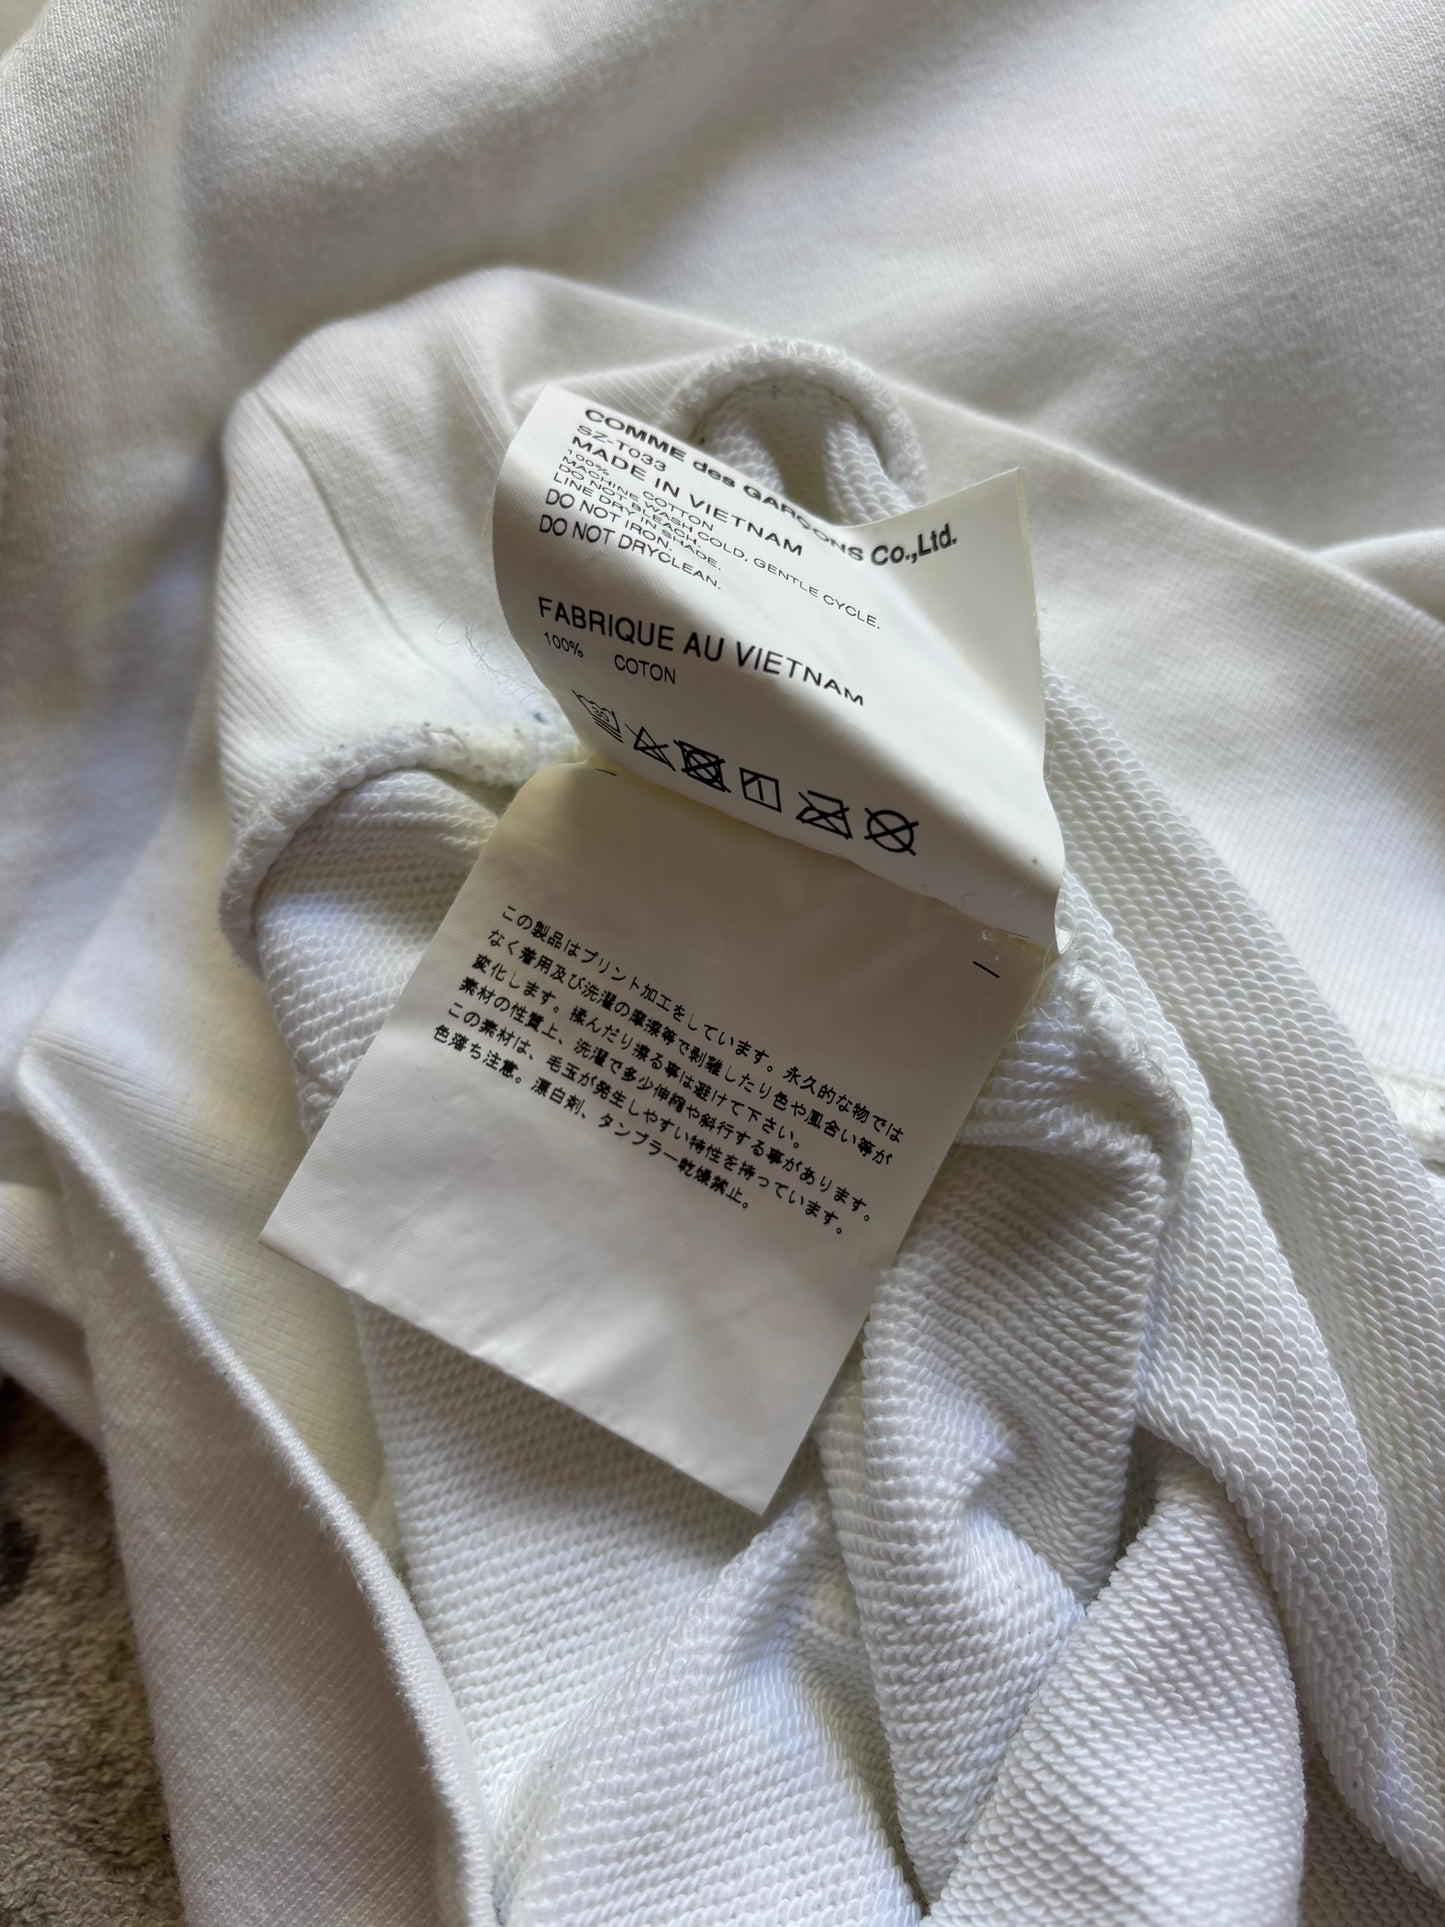 COMME des GARÇONS Co.,Ltd.
SZ-T033
MADE IN VIETNAM
100% COTTON
MACHINE WASH COLD, GENTLE CYCLE.
DO NOT BLEACH.
LINE DRY IN SHADE.
DO NOT IRON.
DO NOT DRYCLEAN.
FABRIQUE AU VIETNAM
100% COTON
30
この製品はプリント加工をしています。永久的な物では
なく着用及び洗濯の摩擦等で剥離したり色や風合い等が
変化します。揉んだり擦る事は避けて下さい。
素材の性質上、洗濯で多少伸縮や斜行する事があります。
この素材は、毛玉が発生しやすい特性を持っています。
色落ち注意。漂白剤、タンブラー乾燥禁止。